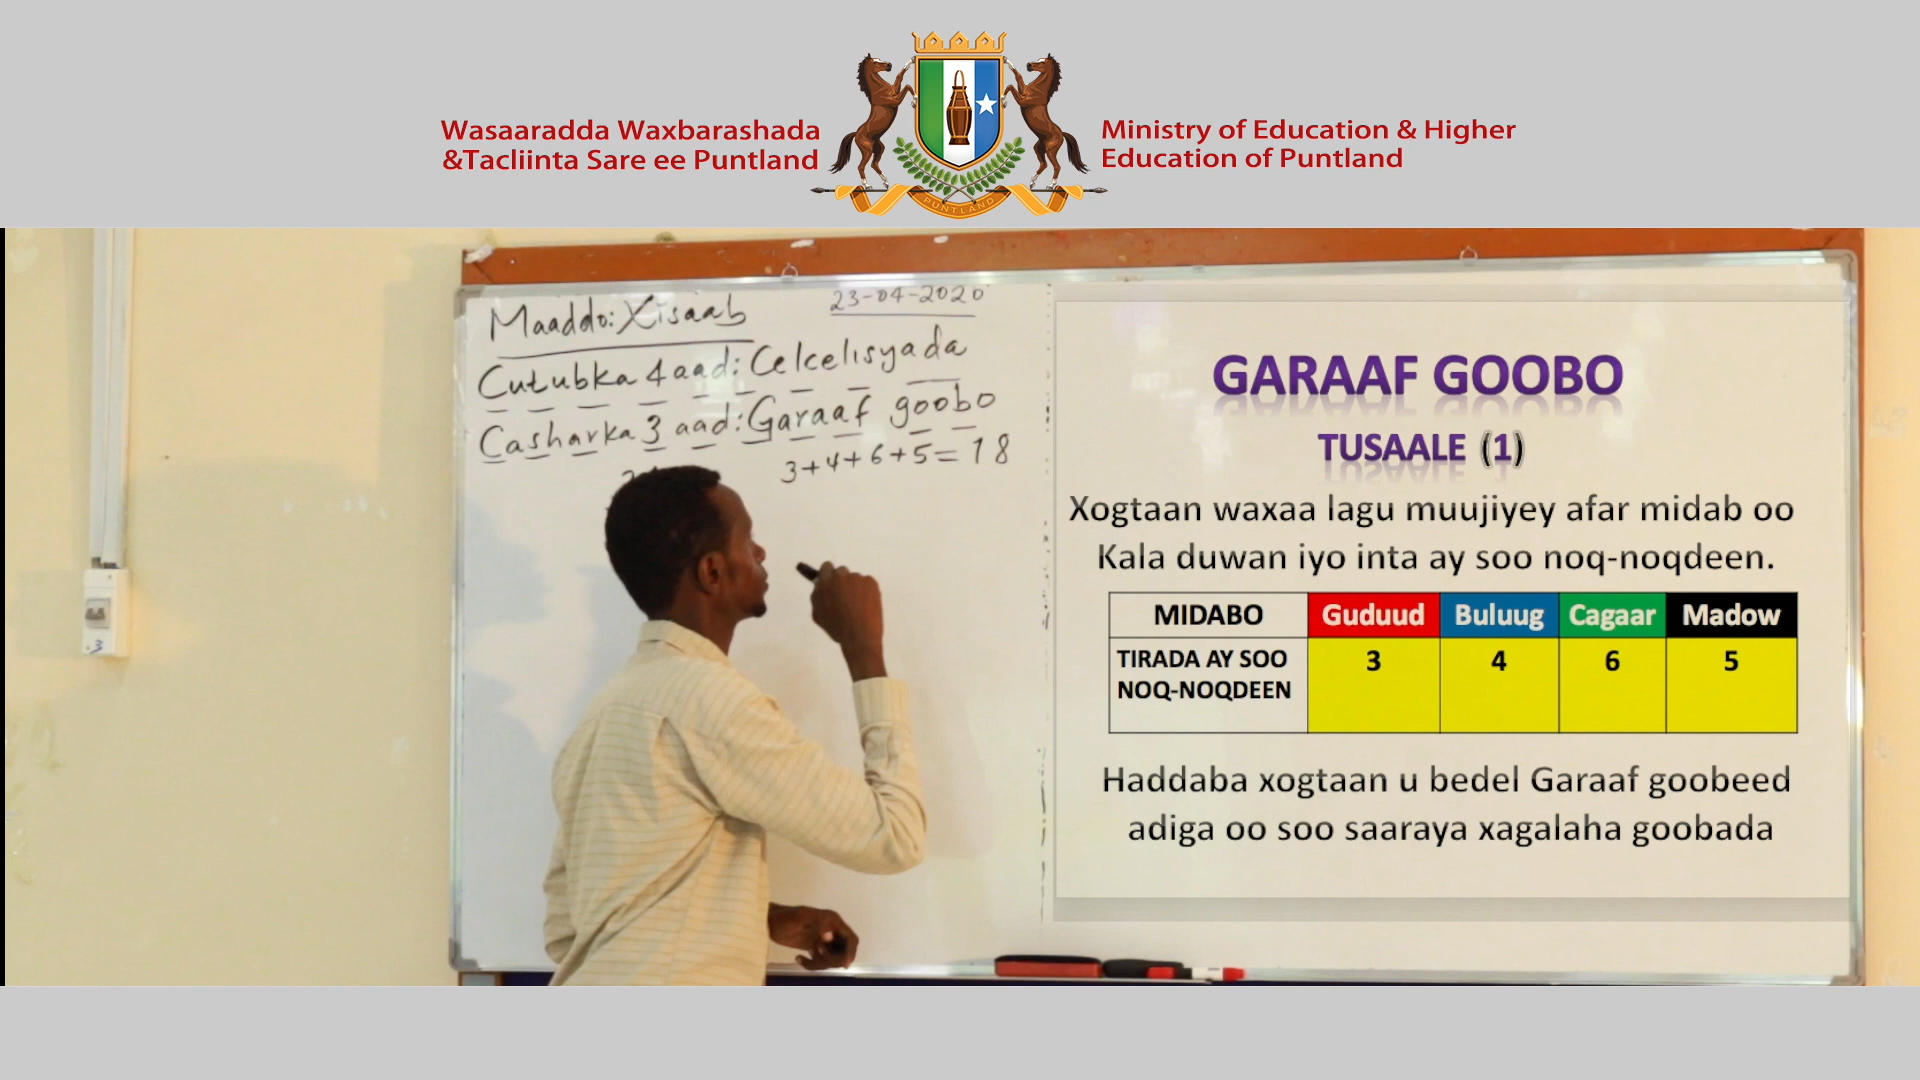 Wasaaradda Waxbarashada
&Tacliinta Sare ee Puntland
Ministry of Education & Higher
Education of Puntland
PUNTLAND
Maaddo: Xisaab
23-04-2020
Cutubka 4aad: Celcelisyada
Casharka 3aad: Garaaf goobo
3+4+6+5=18
.3
GARAAF GOOBO
TUSAALE (1)
Xogtaan waxaa lagu muujiyey afar midab oo
Kala duwan iyo inta ay soo noq-noqdeen.
MIDABO Guduud Buluug Cagaar Madow
TIRADA AY SOO NOQ-NOQDEEN 3 4 6 5
Haddaba xogtaan u bedel Garaaf goobeed
adiga oo soo saaraya xagalaha goobada